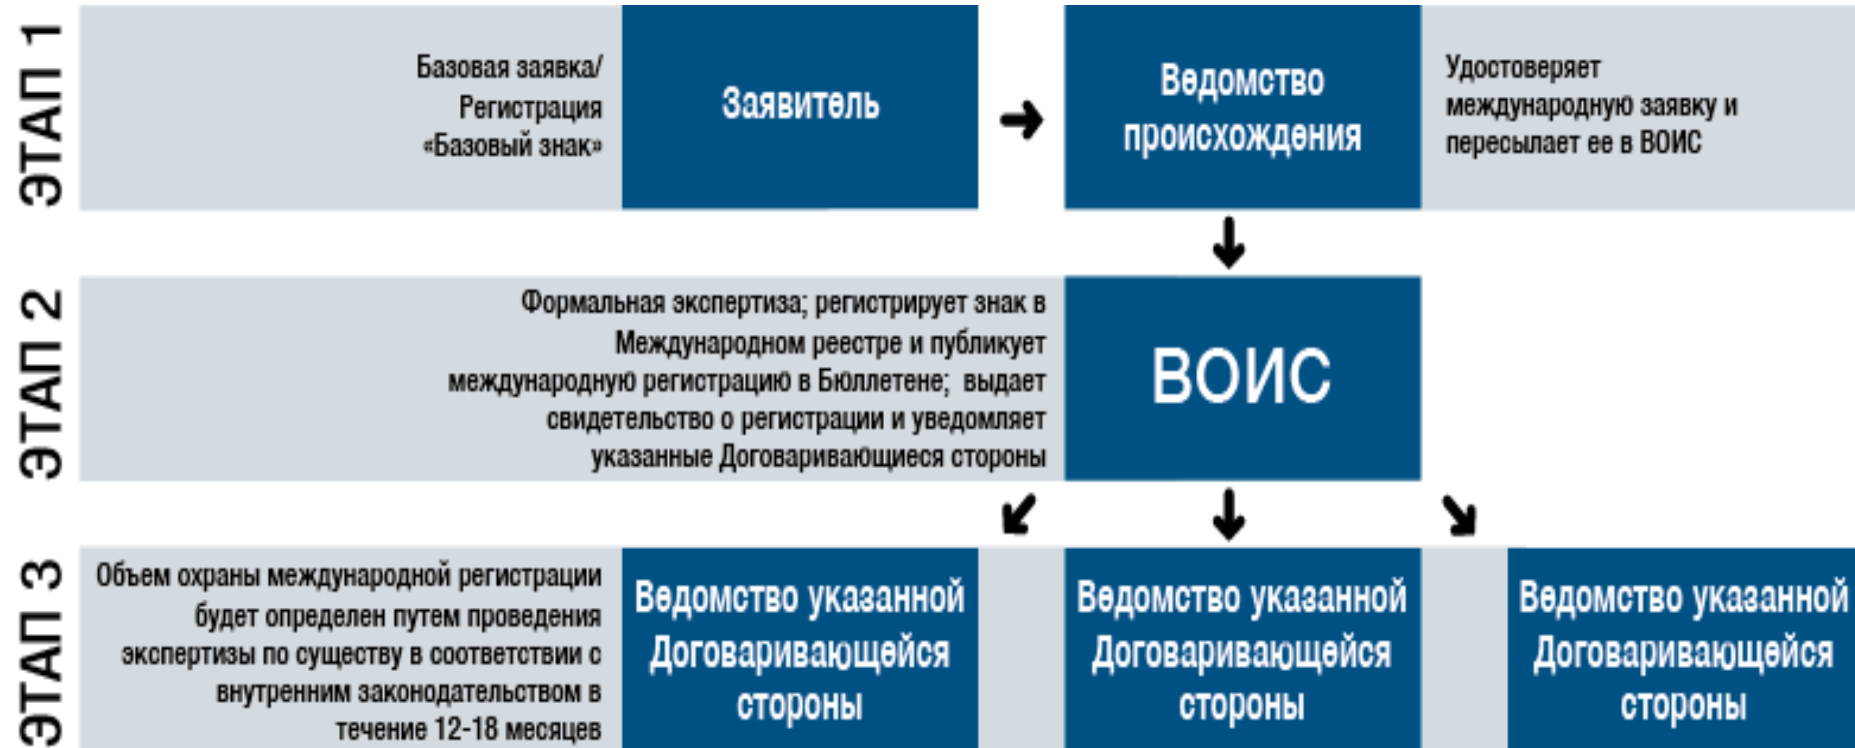 ЭТАП 1
Базовая заявка/
Регистрация
«Базовый знак»
Заявитель
Ведомство
происхождения
Удостоверяет
международную заявку и
пересылает ее в ВОИС
ЭТАП 2
Формальная экспертиза; регистрирует знак в
Международном реестре и публикует
международную регистрацию в Бюллетене; выдает
свидетельство о регистрации и уведомляет
указанные Договаривающиеся стороны
ВОИС
ЭТАП 3
Объем охраны международной регистрации
будет определен путем проведения
экспертизы по существу в соответствии с
внутренним законодательством в
течение 12-18 месяцев
Ведомство указанной
Договаривающейся
стороны
Ведомство указанной
Договаривающейся
стороны
Ведомство указанной
Договаривающейся
стороны